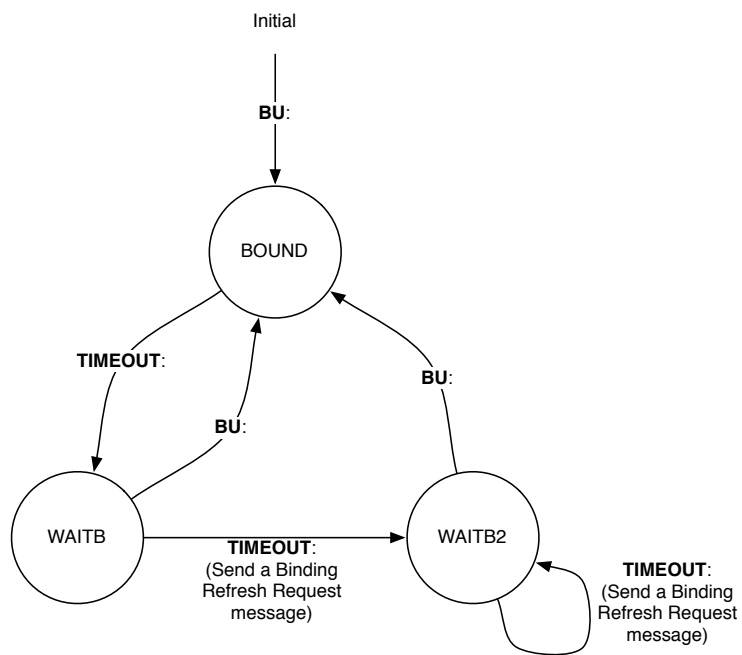 Initial
BU:
BOUND
TIMEOUT:
BU:
BU:
WAITB
WAITB2
TIMEOUT:
(Send a Binding
Refresh Request
message)
TIMEOUT:
(Send a Binding
Refresh Request
message)